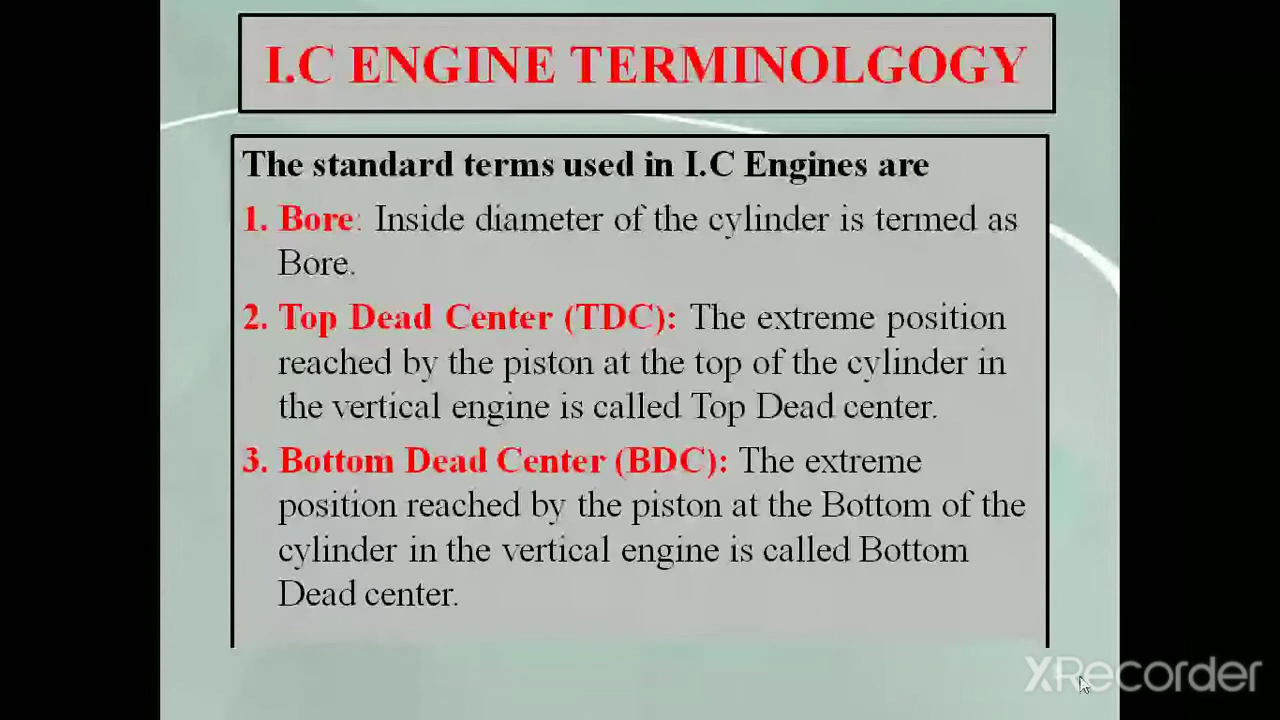 I.C ENGINE TERMINOLGOGY
The standard terms used in I.C Engines are
1. Bore: Inside diameter of the cylinder is termed as
Bore.
2. Top Dead Center (TDC): The extreme position
reached by the piston at the top of the cylinder in
the vertical engine is called Top Dead center.
3. Bottom Dead Center (BDC): The extreme
position reached by the piston at the Bottom of the
cylinder in the vertical engine is called Bottom
Dead center.
XRecorder